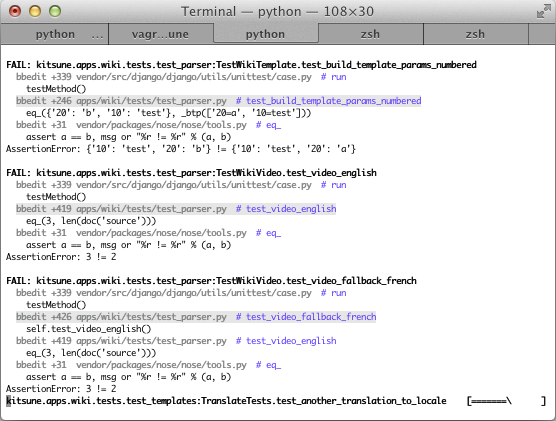 Terminal — python — 108×30
python ... vagr...une python zsh zsh
FAIL: kitsune.apps.wiki.tests.test_parser:TestWikiTemplate.test_build_template_params_numbered
bbedit +339 vendor/src/django/django/utils/unittest/case.py # run
testMethod()
bbedit +246 apps/wiki/tests/test_parser.py # test_build_template_params_numbered
eq_({'20': 'b', '10': 'test'}, _btp(['20=a', '10=test']))
bbedit +31 vendor/packages/nose/nose/tools.py # eq_
assert a == b, msg or "%r != %r" % (a, b)
AssertionError: {'10': 'test', '20': 'b'} != {'10': 'test', '20': 'a'}
FAIL: kitsune.apps.wiki.tests.test_parser:TestWikiVideo.test_video_english
bbedit +339 vendor/src/django/django/utils/unittest/case.py # run
testMethod()
bbedit +419 apps/wiki/tests/test_parser.py # test_video_english
eq_(3, len(doc('source')))
bbedit +31 vendor/packages/nose/nose/tools.py # eq_
assert a == b, msg or "%r != %r" % (a, b)
AssertionError: 3 != 2
FAIL: kitsune.apps.wiki.tests.test_parser:TestWikiVideo.test_video_fallback_french
bbedit +339 vendor/src/django/django/utils/unittest/case.py # run
testMethod()
bbedit +426 apps/wiki/tests/test_parser.py # test_video_fallback_french
self.test_video_english()
bbedit +419 apps/wiki/tests/test_parser.py # test_video_english
eq_(3, len(doc('source')))
bbedit +31 vendor/packages/nose/nose/tools.py # eq_
assert a == b, msg or "%r != %r" % (a, b)
AssertionError: 3 != 2
kitsune.apps.wiki.tests.test_templates:TranslateTests.test_another_translation_to_locale [=======\ ]